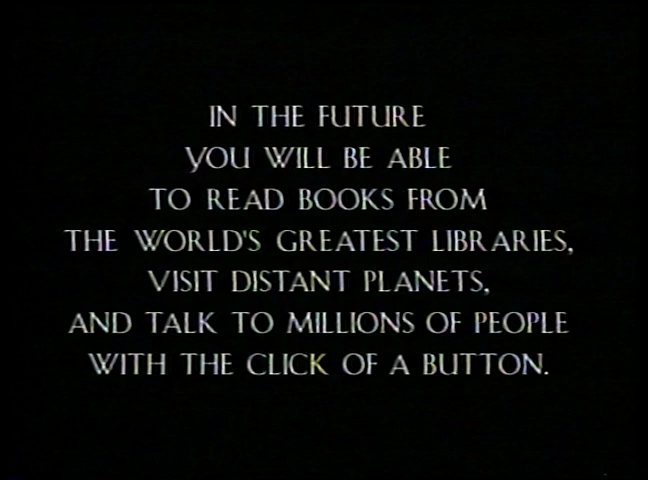 IN THE FUTURE
YOU WILL BE ABLE
TO READ BOOKS FROM
THE WORLD'S GREATEST LIBRARIES,
VISIT DISTANT PLANETS,
AND TALK TO MILLIONS OF PEOPLE
WITH THE CLICK OF A BUTTON.